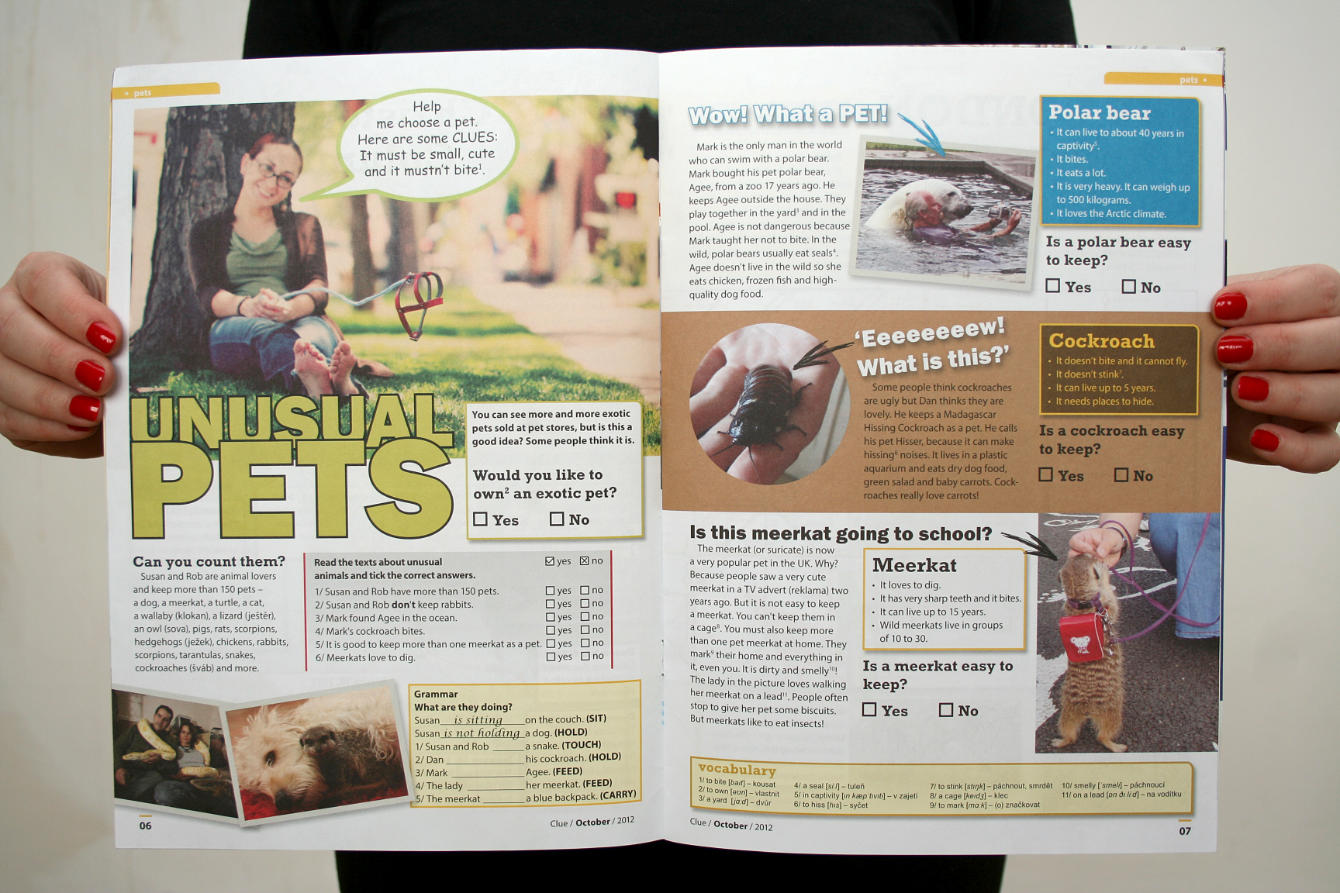 pets
Help
me choose a pet.
Here are some CLUES:
It must be small, cute
and it mustn't bite¹.
UNUSUAL
PETS
You can see more and more exotic
pets sold at pet stores, but is this a
good idea? Some people think it is.
Would you like to
own² an exotic pet?
Yes No
Can you count them?
Susan and Rob are animal lovers
and keep more than 150 pets –
a dog, a meerkat, a turtle, a cat,
a wallaby (klokan), a lizard (ještěr),
an owl (sova), pigs, rats, scorpions,
hedgehogs (ježek), chickens, rabbits,
scorpions, tarantulas, snakes,
cockroaches (šváb) and more.
Read the texts about unusual
animals and tick the correct answers.
yes no
1/ Susan and Rob have more than 150 pets. yes no
2/ Susan and Rob don't keep rabbits. yes no
3/ Mark found Agee in the ocean. yes no
4/ Mark's cockroach bites. yes no
5/ It is good to keep more than one meerkat as a pet. yes no
6/ Meerkats love to dig. yes no
Grammar
What are they doing?
Susan is sitting on the couch. (SIT)
Susan is not holding a dog. (HOLD)
1/ Susan and Rob ______ a snake. (TOUCH)
2/ Dan ______ his cockroach. (HOLD)
3/ Mark ______ Agee. (FEED)
4/ The lady ______ her meerkat. (FEED)
5/ The meerkat ______ a blue backpack. (CARRY)
06
Clue / October / 2012
pets
Wow! What a PET!
Mark is the only man in the world
who can swim with a polar bear.
Mark bought his pet polar bear,
Agee, from a zoo 17 years ago. He
keeps Agee outside the house. They
play together in the yard³ and in the
pool. Agee is not dangerous because
Mark taught her not to bite. In the
wild, polar bears usually eat seals⁴.
Agee doesn't live in the wild so she
eats chicken, frozen fish and high-
quality dog food.
Polar bear
• It can live to about 40 years in
captivity⁵.
• It bites.
• It eats a lot.
• It is very heavy. It can weigh up
to 500 kilograms.
• It loves the Arctic climate.
Is a polar bear easy
to keep?
Yes No
'Eeeeeeeew!
What is this?'
Some people think cockroaches
are ugly but Dan thinks they are
lovely. He keeps a Madagascar
Hissing Cockroach as a pet. He calls
his pet Hisser, because it can make
hissing⁶ noises. It lives in a plastic
aquarium and eats dry dog food,
green salad and baby carrots. Cock-
roaches really love carrots!
Cockroach
• It doesn't bite and it cannot fly.
• It doesn't stink⁷.
• It can live up to 5 years.
• It needs places to hide.
Is a cockroach easy
to keep?
Yes No
Is this meerkat going to school?
The meerkat (or suricate) is now
a very popular pet in the UK. Why?
Because people saw a very cute
meerkat in a TV advert (reklama) two
years ago. But it is not easy to keep
a meerkat. You can't keep them in
a cage⁸. You must also keep more
than one pet meerkat at home. They
mark⁹ their home and everything in
it, even you. It is dirty and smelly¹⁰!
The lady in the picture loves walking
her meerkat on a lead¹¹. People often
stop to give her pet some biscuits.
But meerkats like to eat insects!
Meerkat
• It loves to dig.
• It has very sharp teeth and it bites.
• It can live up to 15 years.
• Wild meerkats live in groups
of 10 to 30.
Is a meerkat easy to
keep?
Yes No
vocabulary
1/ to bite [baɪt] – kousat
2/ to own [əʊn] – vlastnit
3/ a yard [jɑːd] – dvůr
4/ a seal [siːl] – tuleň
5/ in captivity [ɪn kæpˈtɪvɪti] – v zajetí
6/ to hiss [hɪs] – syčet
7/ to stink [stɪŋk] – páchnout, smrdět
8/ a cage [keɪdʒ] – klec
9/ to mark [mɑːk] – (o) značkovat
10/ smelly [ˈsmeli] – páchnoucí
11/ on a lead [ɒn ə liːd] – na vodítku
Clue / October / 2012
07